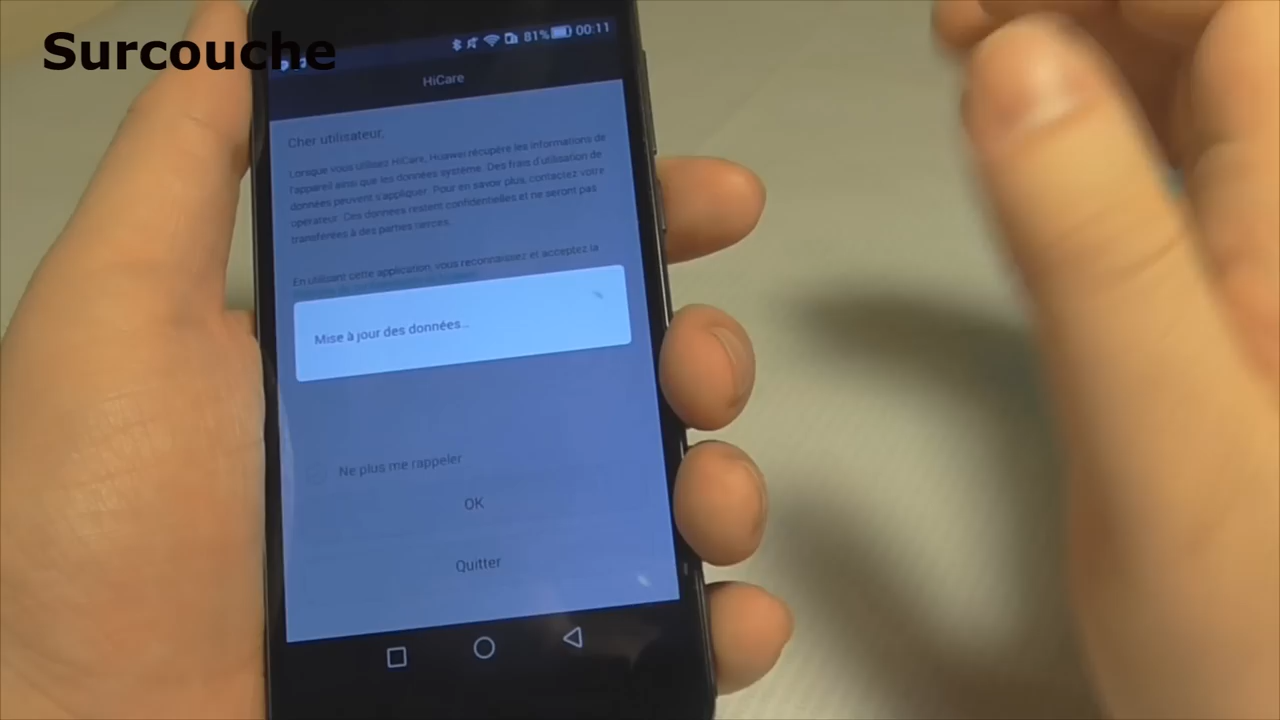 Surcouche
81% 00:11
HiCare
Cher utilisateur,
Lorsque vous utilisez HiCare, Huawei récupère les informations de
l'appareil ainsi que les données système. Des frais d'utilisation de
données peuvent s'appliquer. Pour en savoir plus, contactez votre
opérateur. Ces données restent confidentielles et ne seront pas
transférées à des parties tierces.
En utilisant cette application, vous reconnaissez et acceptez la
Mise à jour des données...
Ne plus me rappeler
OK
Quitter